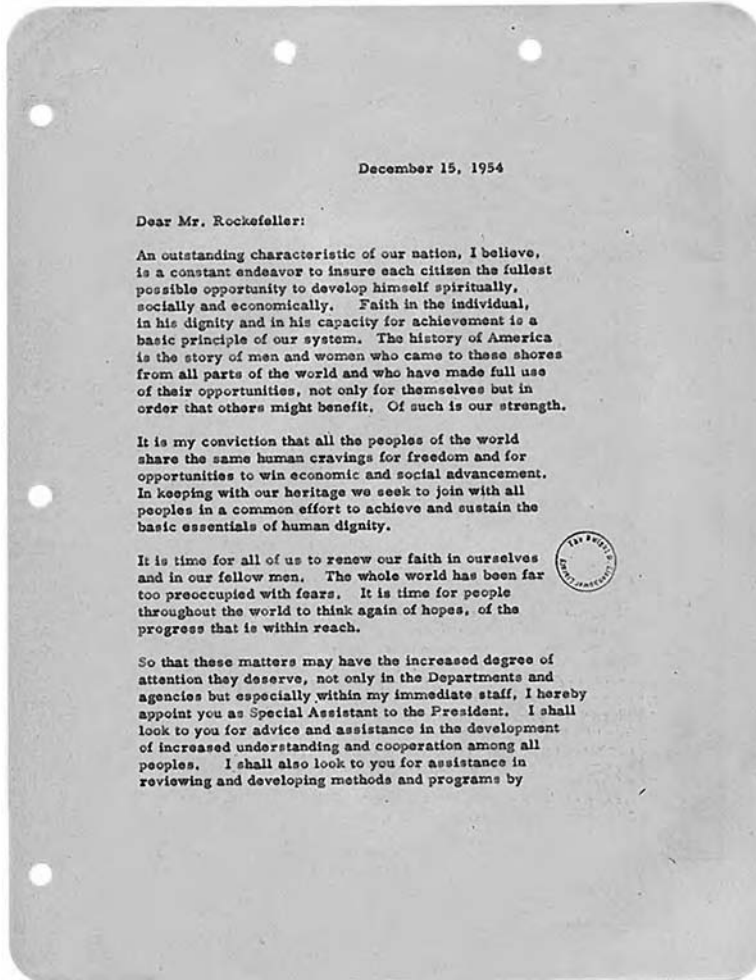 December 15, 1954
Dear Mr. Rockefeller:
An outstanding characteristic of our nation, I believe,
is a constant endeavor to insure each citizen the fullest
possible opportunity to develop himself spiritually,
socially and economically. Faith in the individual,
in his dignity and in his capacity for achievement is a
basic principle of our system. The history of America
is the story of men and women who came to these shores
from all parts of the world and who have made full use
of their opportunities, not only for themselves but in
order that others might benefit. Of such is our strength.
It is my conviction that all the peoples of the world
share the same human cravings for freedom and for
opportunities to win economic and social advancement.
In keeping with our heritage we seek to join with all
peoples in a common effort to achieve and sustain the
basic essentials of human dignity.
It is time for all of us to renew our faith in ourselves
and in our fellow men. The whole world has been far
too preoccupied with fears. It is time for people
throughout the world to think again of hopes, of the
progress that is within reach.
The Dwight D. Eisenhower Library
So that these matters may have the increased degree of
attention they deserve, not only in the Departments and
agencies but especially within my immediate staff, I hereby
appoint you as Special Assistant to the President. I shall
look to you for advice and assistance in the development
of increased understanding and cooperation among all
peoples. I shall also look to you for assistance in
reviewing and developing methods and programs by